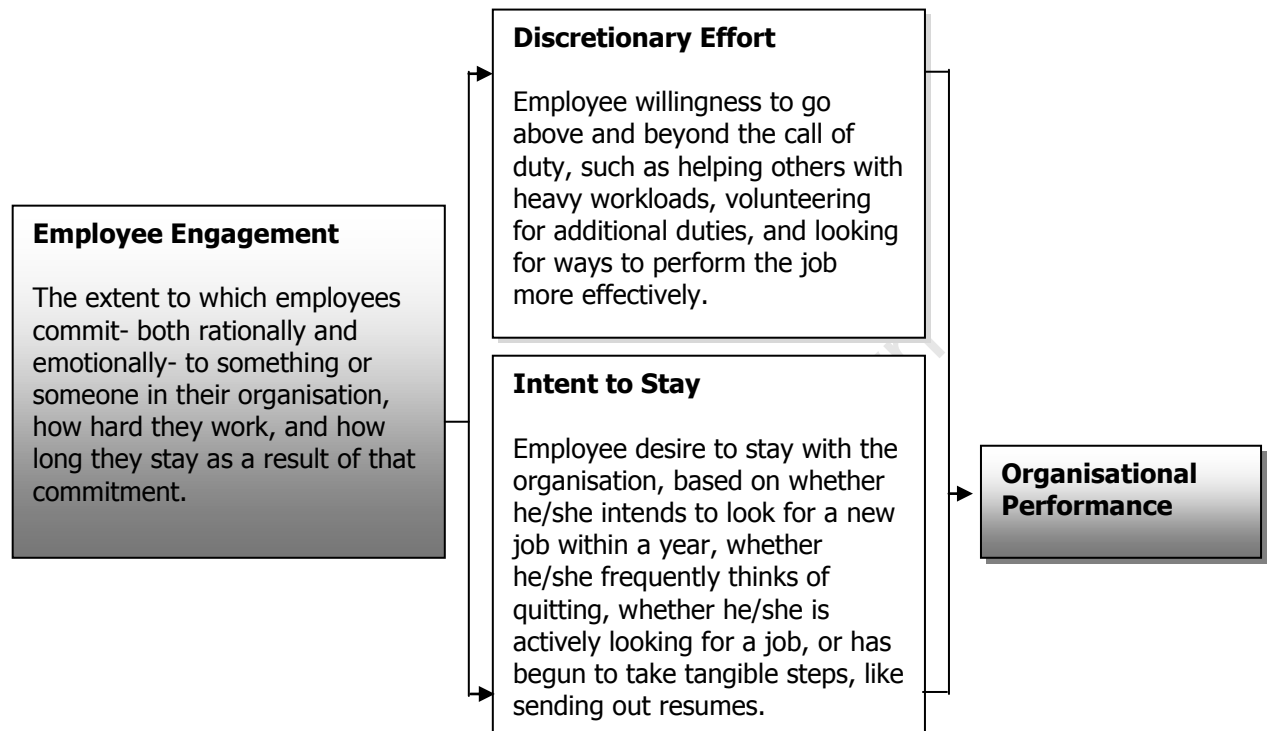 Discretionary Effort
Employee willingness to go
above and beyond the call of
duty, such as helping others with
heavy workloads, volunteering
for additional duties, and looking
for ways to perform the job
more effectively.
Employee Engagement
The extent to which employees
commit- both rationally and
emotionally- to something or
someone in their organisation,
how hard they work, and how
long they stay as a result of that
commitment.
Intent to Stay
Employee desire to stay with the
organisation, based on whether
he/she intends to look for a new
job within a year, whether
he/she frequently thinks of
quitting, whether he/she is
actively looking for a job, or has
begun to take tangible steps, like
sending out resumes.
Organisational
Performance